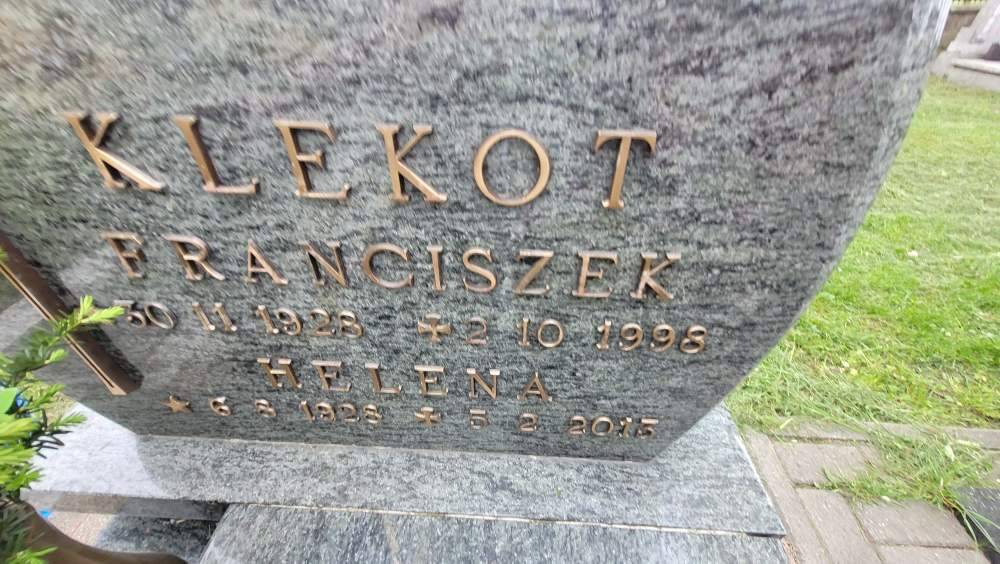 KLEKOT
FRANCISZEK
30 11 1928 2 10 1998
HELENA
6 8 1928 5 2 2015